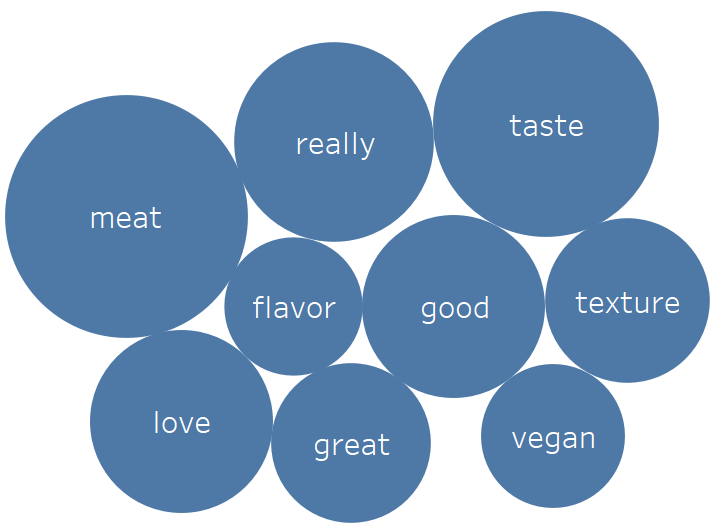 taste
really
meat
texture
flavor
good
love
vegan
great